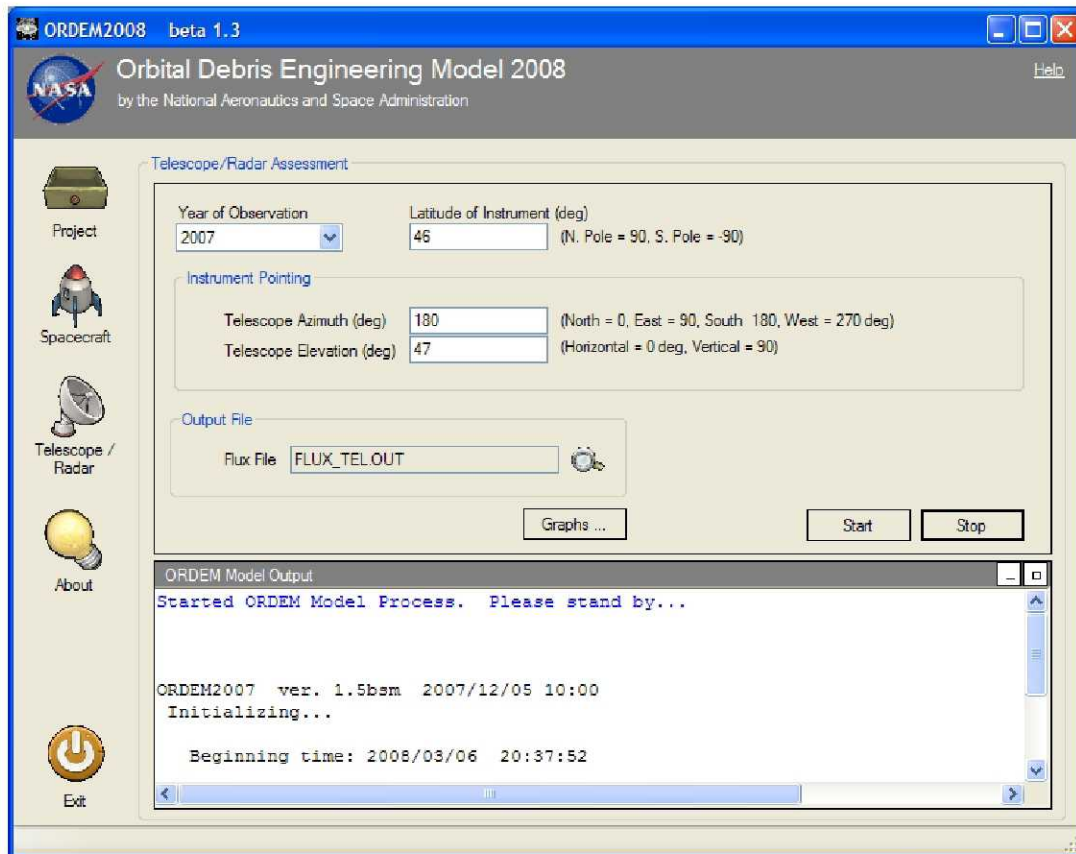 ORDEM2008 beta 1.3
NASA
Orbital Debris Engineering Model 2008
Help
by the National Aeronautics and Space Administration
Project
Spacecraft
Telescope / Radar
About
Exit
Telescope/Radar Assessment
Year of Observation
Latitude of Instrument (deg)
2007
46
(N. Pole = 90, S. Pole = -90)
Instrument Pointing
Telescope Azimuth (deg)
180
(North = 0, East = 90, South 180, West = 270 deg)
Telescope Elevation (deg)
47
(Horizontal = 0 deg, Vertical = 90)
Output File
Flux File
FLUX_TEL.OUT
Graphs ...
Start
Stop
ORDEM Model Output
Started ORDEM Model Process. Please stand by...
ORDEM2007 ver. 1.5bsm 2007/12/05 10:00
Initializing...
Beginning time: 2008/03/06 20:37:52